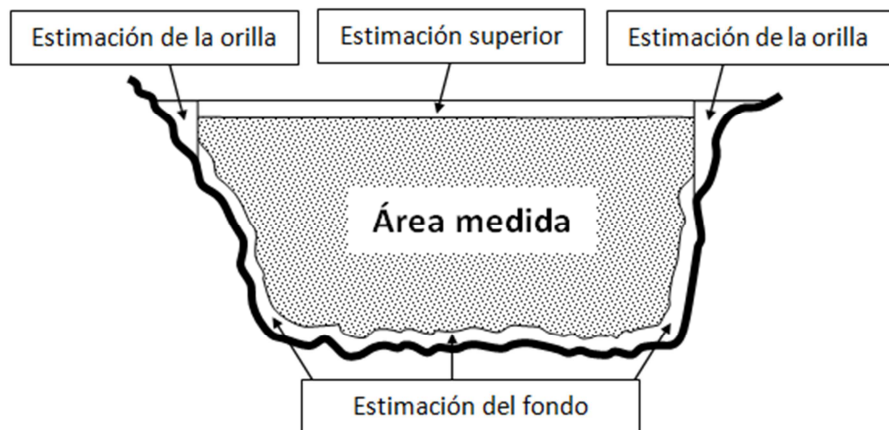 Estimación de la orilla
Estimación superior
Estimación de la orilla
Área medida
Estimación del fondo